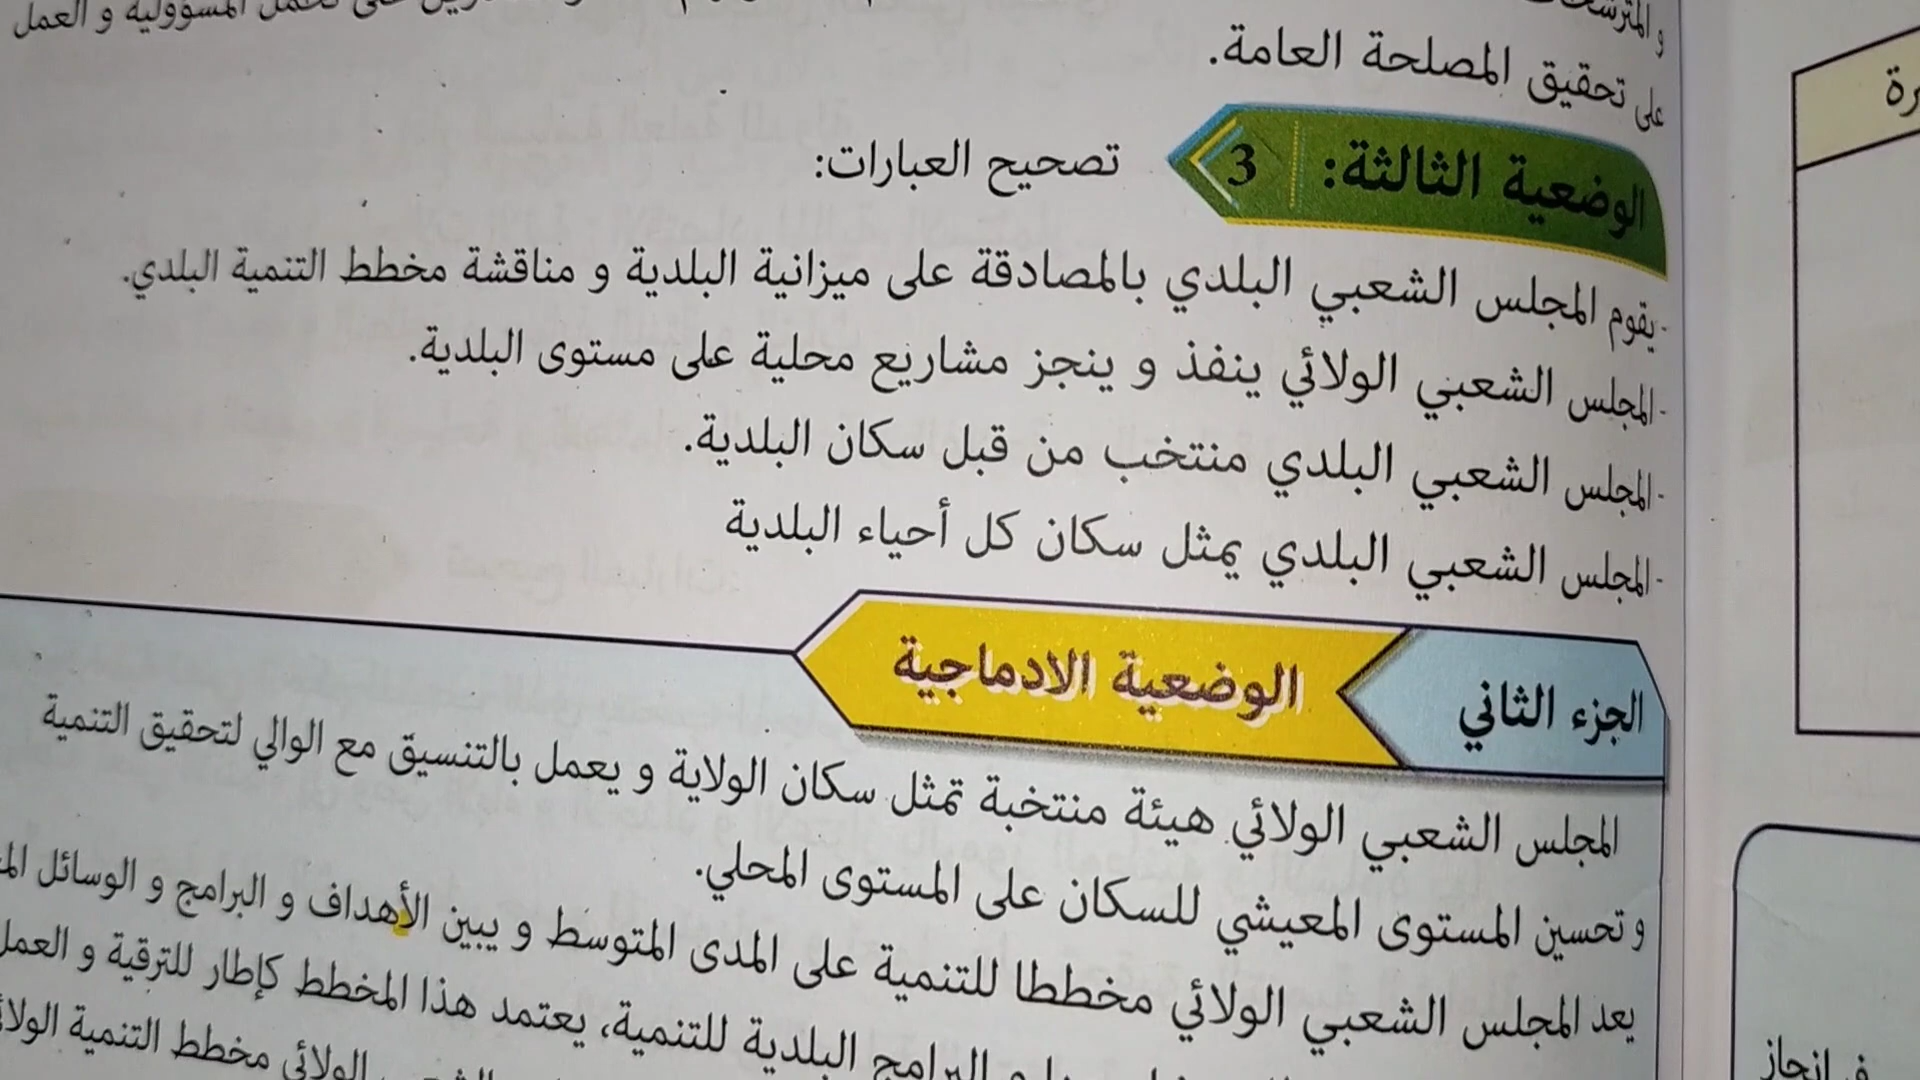 المسؤولية و العمل
على تحقيق المصلحة العامة.
الوضعية الثالثة: 3 تصحيح العبارات:
- يقوم المجلس الشعبي البلدي بالمصادقة على ميزانية البلدية و مناقشة مخطط التنمية البلدي.
- المجلس الشعبي الولائي ينفذ و ينجز مشاريع محلية على مستوى البلدية.
- المجلس الشعبي البلدي منتخب من قبل سكان البلدية.
- المجلس الشعبي البلدي يمثل سكان كل أحياء البلدية
الجزء الثاني الوضعية الادماجية
المجلس الشعبي الولائي هيئة منتخبة تمثل سكان الولاية و يعمل بالتنسيق مع الوالي لتحقيق التنمية
و تحسين المستوى المعيشي للسكان على المستوى المحلي.
يعد المجلس الشعبي الولائي مخططا للتنمية على المدى المتوسط و يبين الأهداف و البرامج و الوسائل
البرامج البلدية للتنمية، يعتمد هذا المخطط كإطار للترقية و العمل
الولائي مخطط التنمية